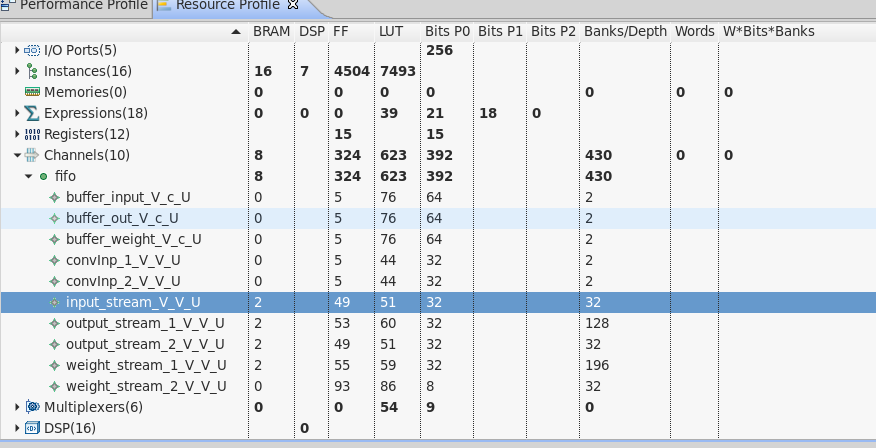 Performance Profile Resource Profile
BRAM DSP FF LUT Bits P0 Bits P1 Bits P2 Banks/Depth Words W*Bits*Banks
I/O Ports(5) 256
Instances(16) 16 7 4504 7493
Memories(0) 0 0 0 0 0 0 0
Expressions(18) 0 0 0 39 21 18 0
Registers(12) 15 15
Channels(10) 8 324 623 392 430 0 0
fifo 8 324 623 392 430
buffer_input_V_c_U 0 5 76 64 2
buffer_out_V_c_U 0 5 76 64 2
buffer_weight_V_c_U 0 5 76 64 2
convInp_1_V_V_U 0 5 44 32 2
convInp_2_V_V_U 0 5 44 32 2
input_stream_V_V_U 2 49 51 32 32
output_stream_1_V_V_U 2 53 60 32 128
output_stream_2_V_V_U 2 49 51 32 32
weight_stream_1_V_V_U 2 55 59 32 196
weight_stream_2_V_V_U 0 93 86 8 32
Multiplexers(6) 0 0 54 9 0
DSP(16) 0